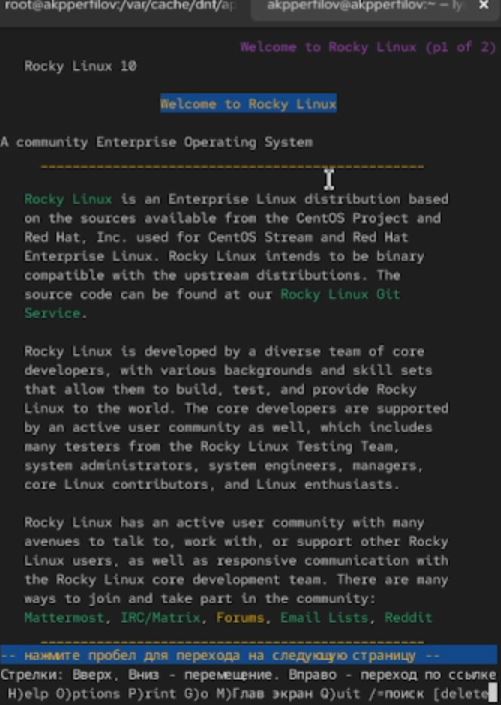 root@akpperfilov:/var/cache/dnf/ap
akpperfilov@akpperfilov:~ — ly
Welcome to Rocky Linux (p1 of 2)
Rocky Linux 10
Welcome to Rocky Linux
A community Enterprise Operating System
Rocky Linux is an Enterprise Linux distribution based
on the sources available from the CentOS Project and
Red Hat, Inc. used for CentOS Stream and Red Hat
Enterprise Linux. Rocky Linux intends to be binary
compatible with the upstream distributions. The
source code can be found at our Rocky Linux Git
Service.
Rocky Linux is developed by a diverse team of core
developers, with various backgrounds and skill sets
that allow them to build, test, and provide Rocky
Linux to the world. The core developers are supported
by an active user community as well, which includes
many testers from the Rocky Linux Testing Team,
system administrators, system engineers, managers,
core Linux contributors, and Linux enthusiasts.
Rocky Linux has an active user community with many
avenues to talk to, work with, or support other Rocky
Linux users, as well as responsive communication with
the Rocky Linux core development team. There are many
ways to join and take part in the community:
Mattermost, IRC/Matrix, Forums, Email Lists, Reddit
-- нажмите пробел для перехода на следующую страницу --
Стрелки: Вверх, Вниз - перемещение. Вправо - переход по ссылке
H)elp O)ptions P)rint G)o M)Глав экран Q)uit /=поиск [delete